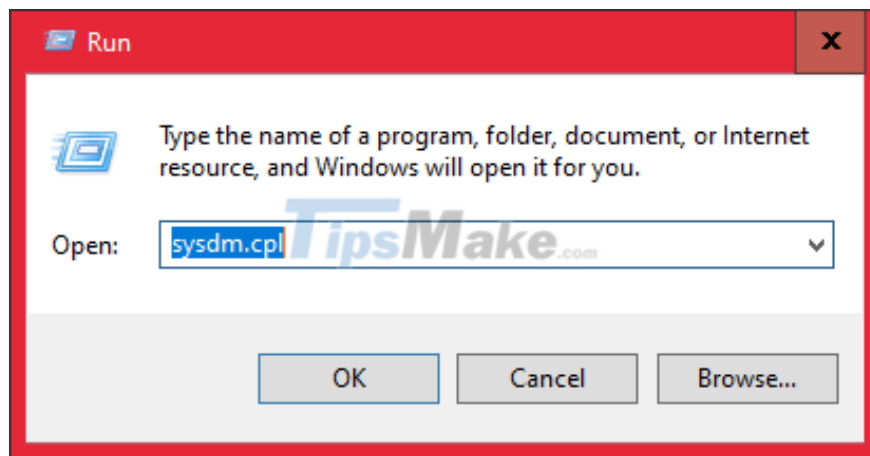 Run
x
Type the name of a program, folder, document, or Internet
resource, and Windows will open it for you.
Open: sysdm.cpl
TipsMake.com
OK Cancel Browse...